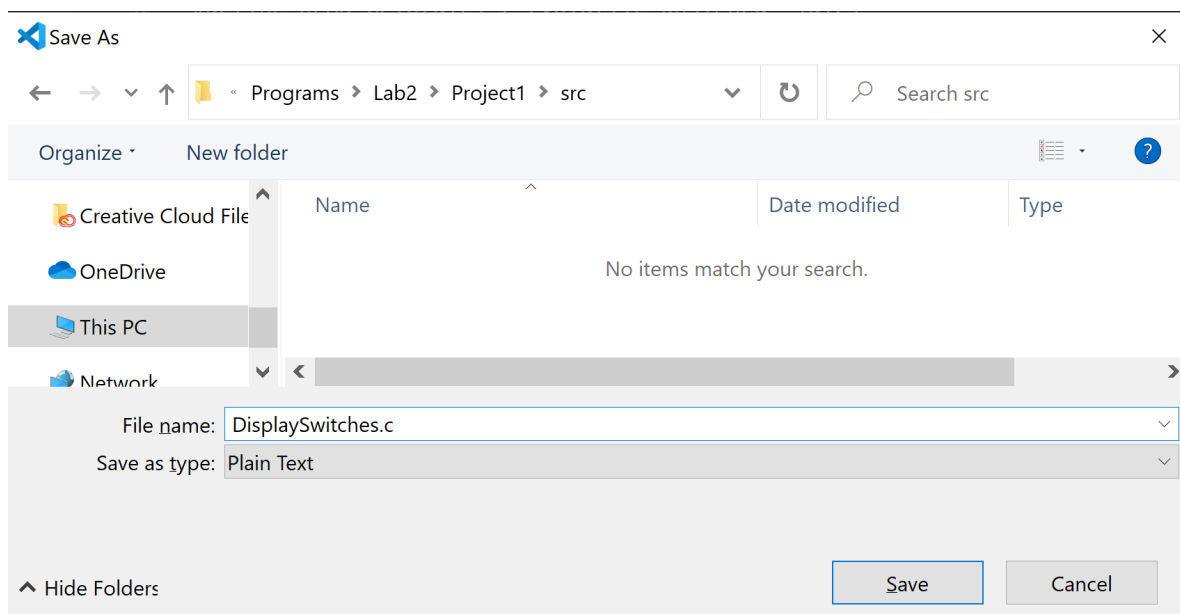 Save As
« Programs > Lab2 > Project1 > src
Search src
Organize
New folder
?
Creative Cloud File
OneDrive
This PC
Network
Name
Date modified
Type
No items match your search.
File name: DisplaySwitches.c
Save as type: Plain Text
Hide Folders
Save
Cancel